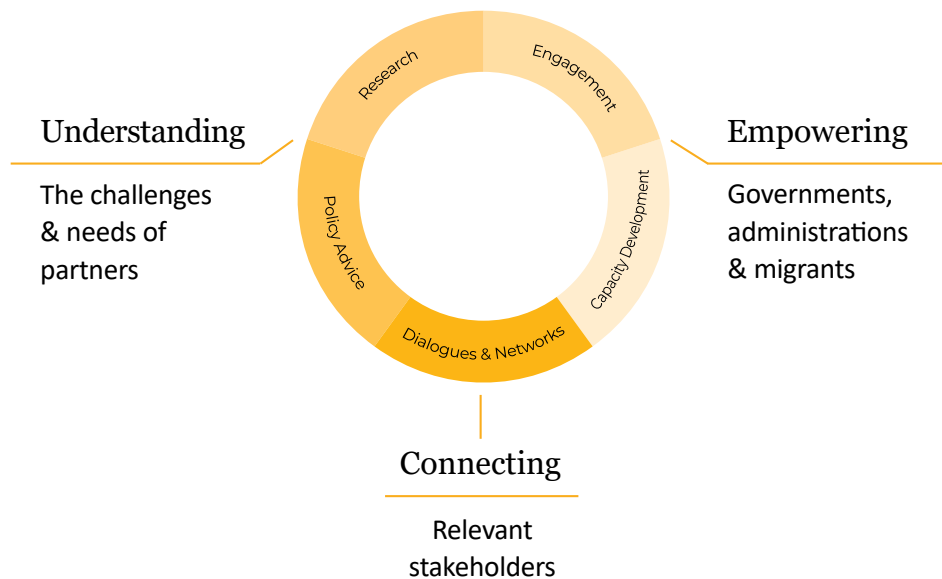 Research
Engagement
Understanding
The challenges
& needs of
partners
Empowering
Governments,
administrations
& migrants
Policy Advice
Capacity Development
Dialogues & Networks
Connecting
Relevant
stakeholders